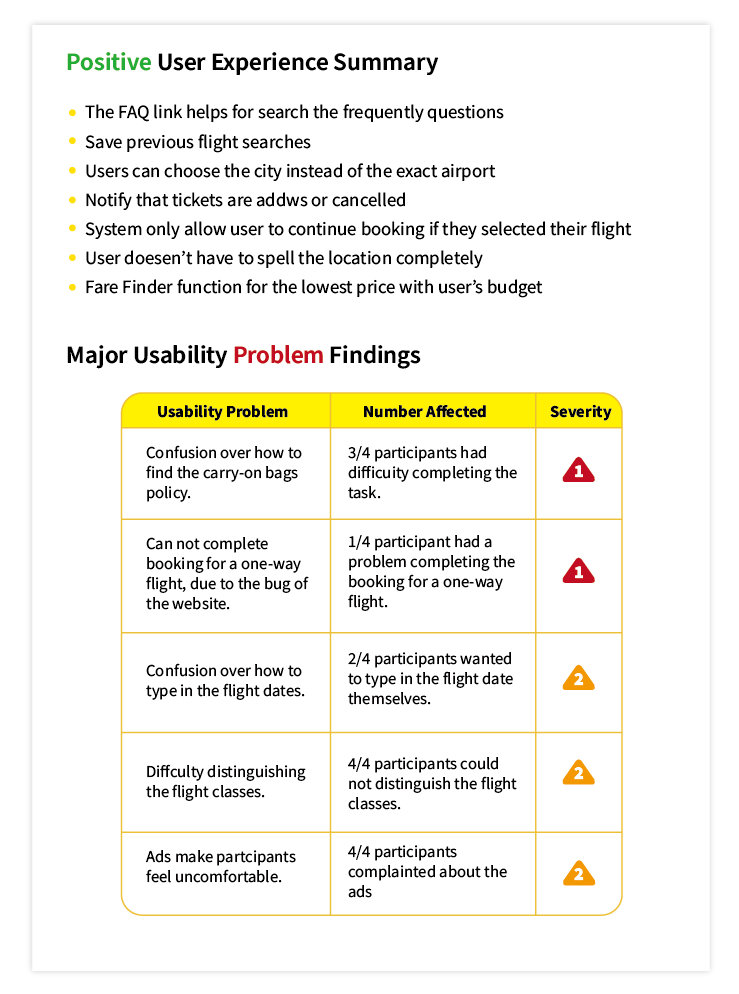 Positive User Experience Summary
The FAQ link helps for search the frequently questions
Save previous flight searches
Users can choose the city instead of the exact airport
Notify that tickets are addws or cancelled
System only allow user to continue booking if they selected their flight
User doesen’t have to spell the location completely
Fare Finder function for the lowest price with user’s budget
Major Usability Problem Findings
Usability Problem
Number Affected
Severity
Confusion over how to
find the carry-on bags
policy.
3/4 participants had
difficuity completing the
task.
1
Can not complete
booking for a one-way
flight, due to the bug of
the website.
1/4 participant had a
problem completing the
booking for a one-way
flight.
1
Confusion over how to
type in the flight dates.
2/4 participants wanted
to type in the flight date
themselves.
2
Diffculty distinguishing
the flight classes.
4/4 participants could
not distinguish the flight
classes.
2
Ads make partcipants
feel uncomfortable.
4/4 participants
complainted about the
ads
2